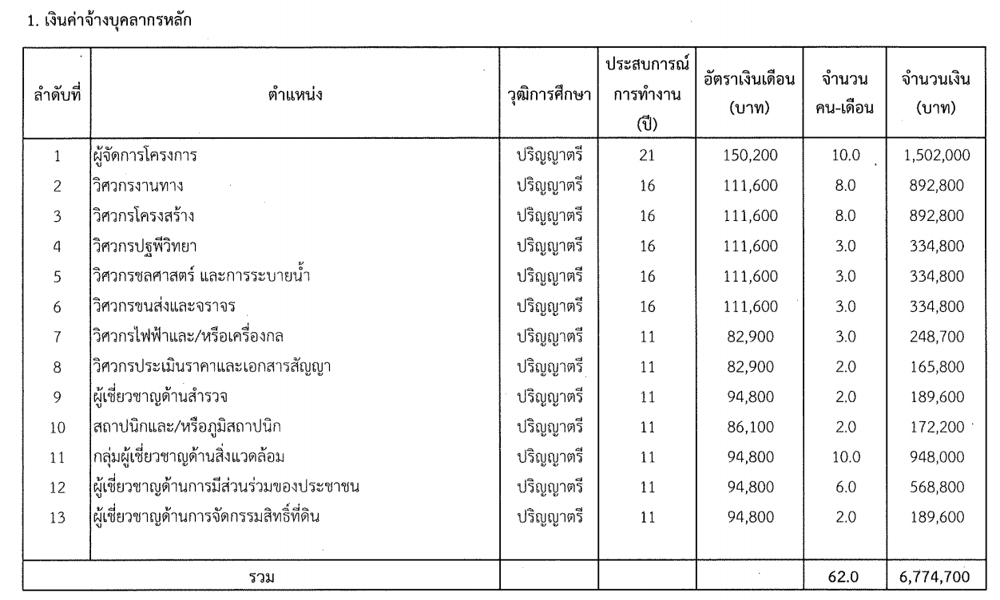 1. เงินค่าจ้างบุคลากรหลัก
ลำดับที่ ตำแหน่ง วุฒิการศึกษา ประสบการณ์การทำงาน (ปี) อัตราเงินเดือน (บาท) จำนวน คน-เดือน จำนวนเงิน (บาท)
1 ผู้จัดการโครงการ ปริญญาตรี 21 150,200 10.0 1,502,000
2 วิศวกรงานทาง ปริญญาตรี 16 111,600 8.0 892,800
3 วิศวกรโครงสร้าง ปริญญาตรี 16 111,600 8.0 892,800
4 วิศวกรปฐพีวิทยา ปริญญาตรี 16 111,600 3.0 334,800
5 วิศวกรชลศาสตร์ และการระบายน้ำ ปริญญาตรี 16 111,600 3.0 334,800
6 วิศวกรขนส่งและจราจร ปริญญาตรี 16 111,600 3.0 334,800
7 วิศวกรไฟฟ้าและ/หรือเครื่องกล ปริญญาตรี 11 82,900 3.0 248,700
8 วิศวกรประเมินราคาและเอกสารสัญญา ปริญญาตรี 11 82,900 2.0 165,800
9 ผู้เชี่ยวชาญด้านสำรวจ ปริญญาตรี 11 94,800 2.0 189,600
10 สถาปนิกและ/หรือภูมิสถาปนิก ปริญญาตรี 11 86,100 2.0 172,200
11 กลุ่มผู้เชี่ยวชาญด้านสิ่งแวดล้อม ปริญญาตรี 11 94,800 10.0 948,000
12 ผู้เชี่ยวชาญด้านการมีส่วนร่วมของประชาชน ปริญญาตรี 11 94,800 6.0 568,800
13 ผู้เชี่ยวชาญด้านการจัดกรรมสิทธิ์ที่ดิน ปริญญาตรี 11 94,800 2.0 189,600
รวม 62.0 6,774,700